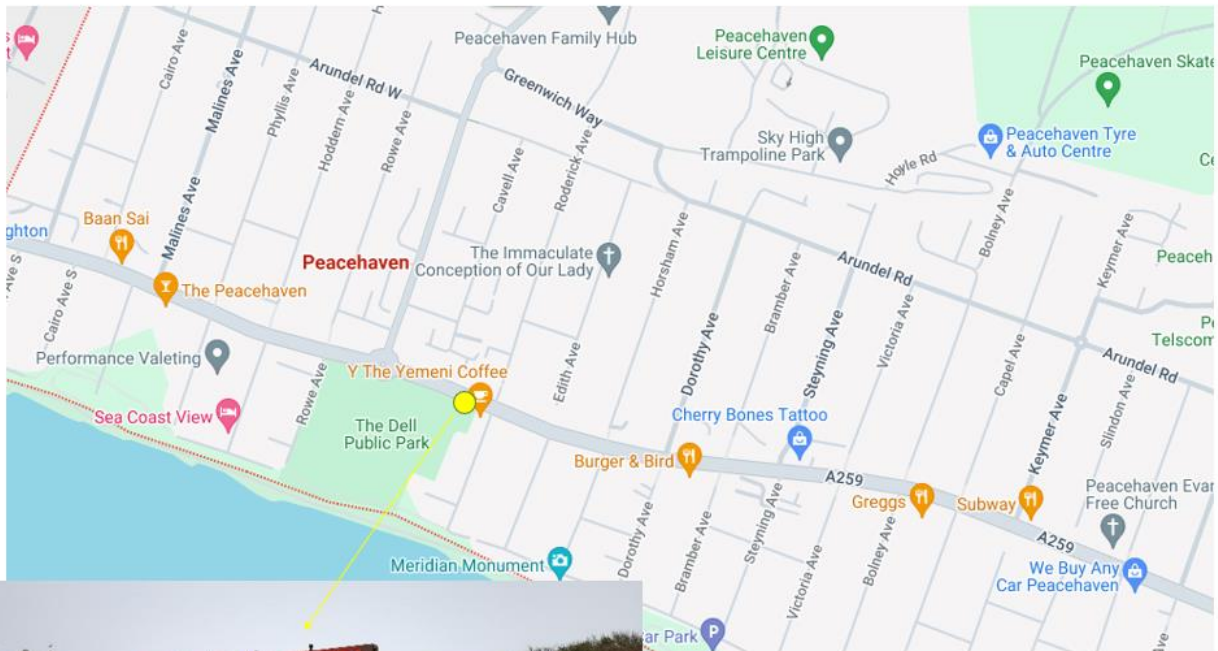 Peacehaven Family Hub
Peacehaven
Leisure Centre
Peacehaven Skate
Cairo Ave
Malines Ave
Phyllis Ave
Arundel Rd W
Hoddern Ave
Rowe Ave
Greenwich Way
Sky High
Trampoline Park
Peacehaven Tyre
& Auto Centre
Hoyle Rd
Cavell Ave
Roderick Ave
Malines Ave
Baan Sai
ghton
The Peacehaven
Peacehaven
The Immaculate
Conception of Our Lady
Horsham Ave
Bramber Ave
Arundel Rd
Bolney Ave
Keymer Ave
Peaceh
Telscom
Cairo Ave S
Performance Valeting
Y The Yemeni Coffee
Edith Ave
Dorothy Ave
Steyning Ave
Victoria Ave
Capel Ave
Arundel Rd
Sea Coast View
Rowe Ave
The Dell
Public Park
Cherry Bones Tattoo
Slindon Ave
Keymer Ave
Burger & Bird
A259
Greggs
Subway
Peacehaven Evan
Free Church
A259
Meridian Monument
Dorothy Ave
Bramber Ave
Steyning Ave
Victoria Ave
Bolney Ave
We Buy Any
Car Peacehaven
ar Park
P